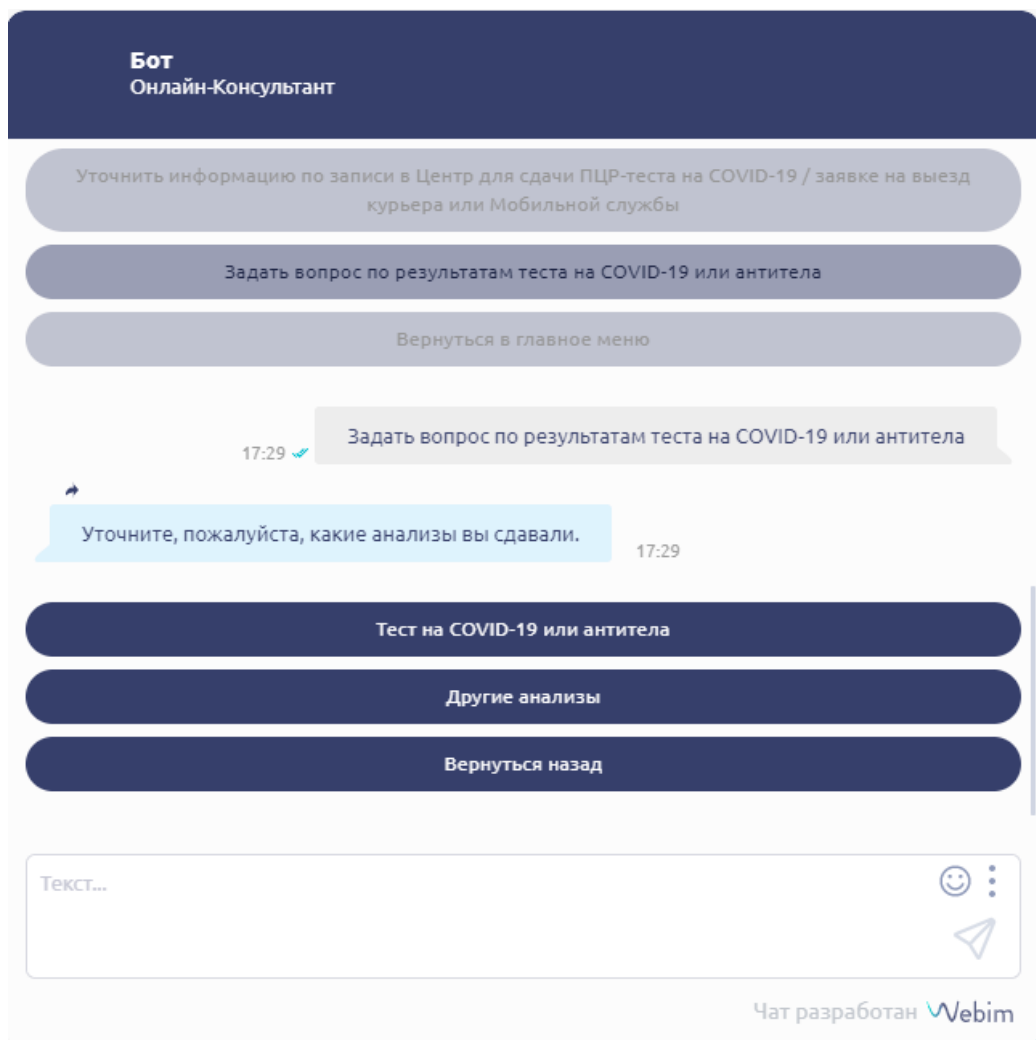 Бот
Онлайн-Консультант
Уточнить информацию по записи в Центр для сдачи ПЦР-теста на COVID-19 / заявке на выезд
курьера или Мобильной службы
Задать вопрос по результатам теста на COVID-19 или антитела
Вернуться в главное меню
Задать вопрос по результатам теста на COVID-19 или антитела
17:29
Уточните, пожалуйста, какие анализы вы сдавали.
17:29
Тест на COVID-19 или антитела
Другие анализы
Вернуться назад
Текст...
Чат разработан Webim